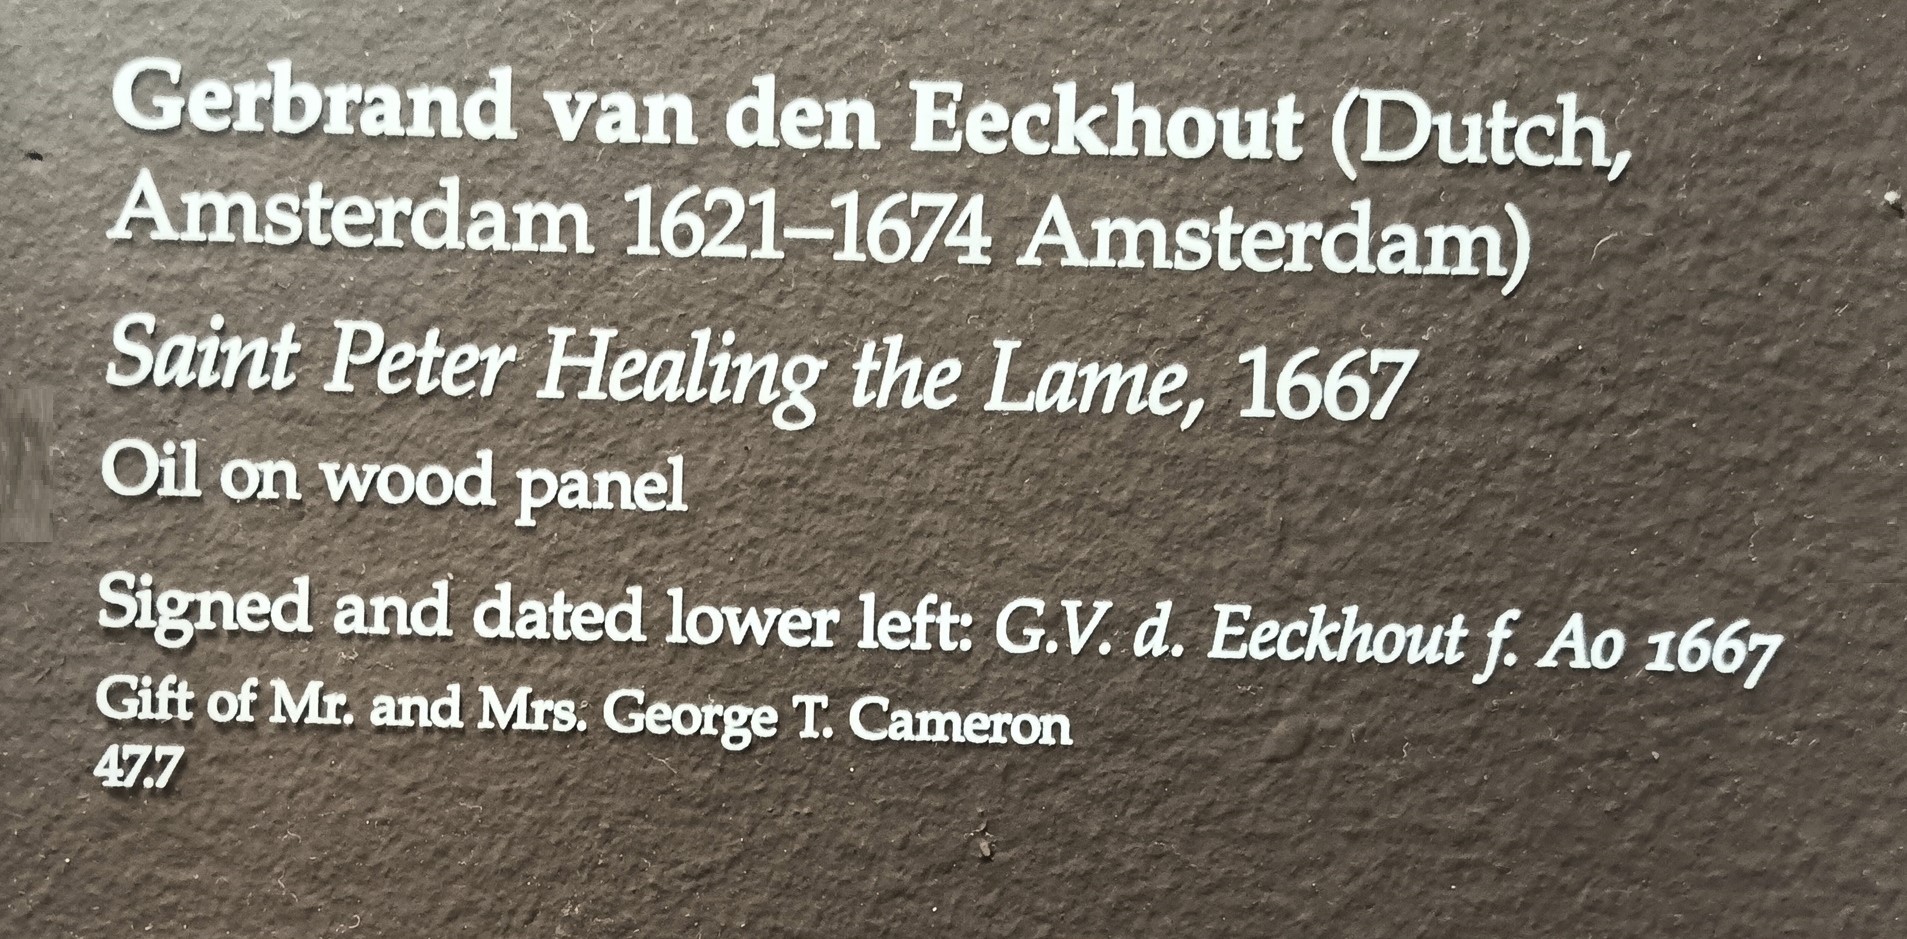 Gerbrand van den Eeckhout (Dutch,
Amsterdam 1621–1674 Amsterdam)
Saint Peter Healing the Lame, 1667
Oil on wood panel
Signed and dated lower left: G.V. d. Eeckhout f. Ao 1667
Gift of Mr. and Mrs. George T. Cameron
47.7